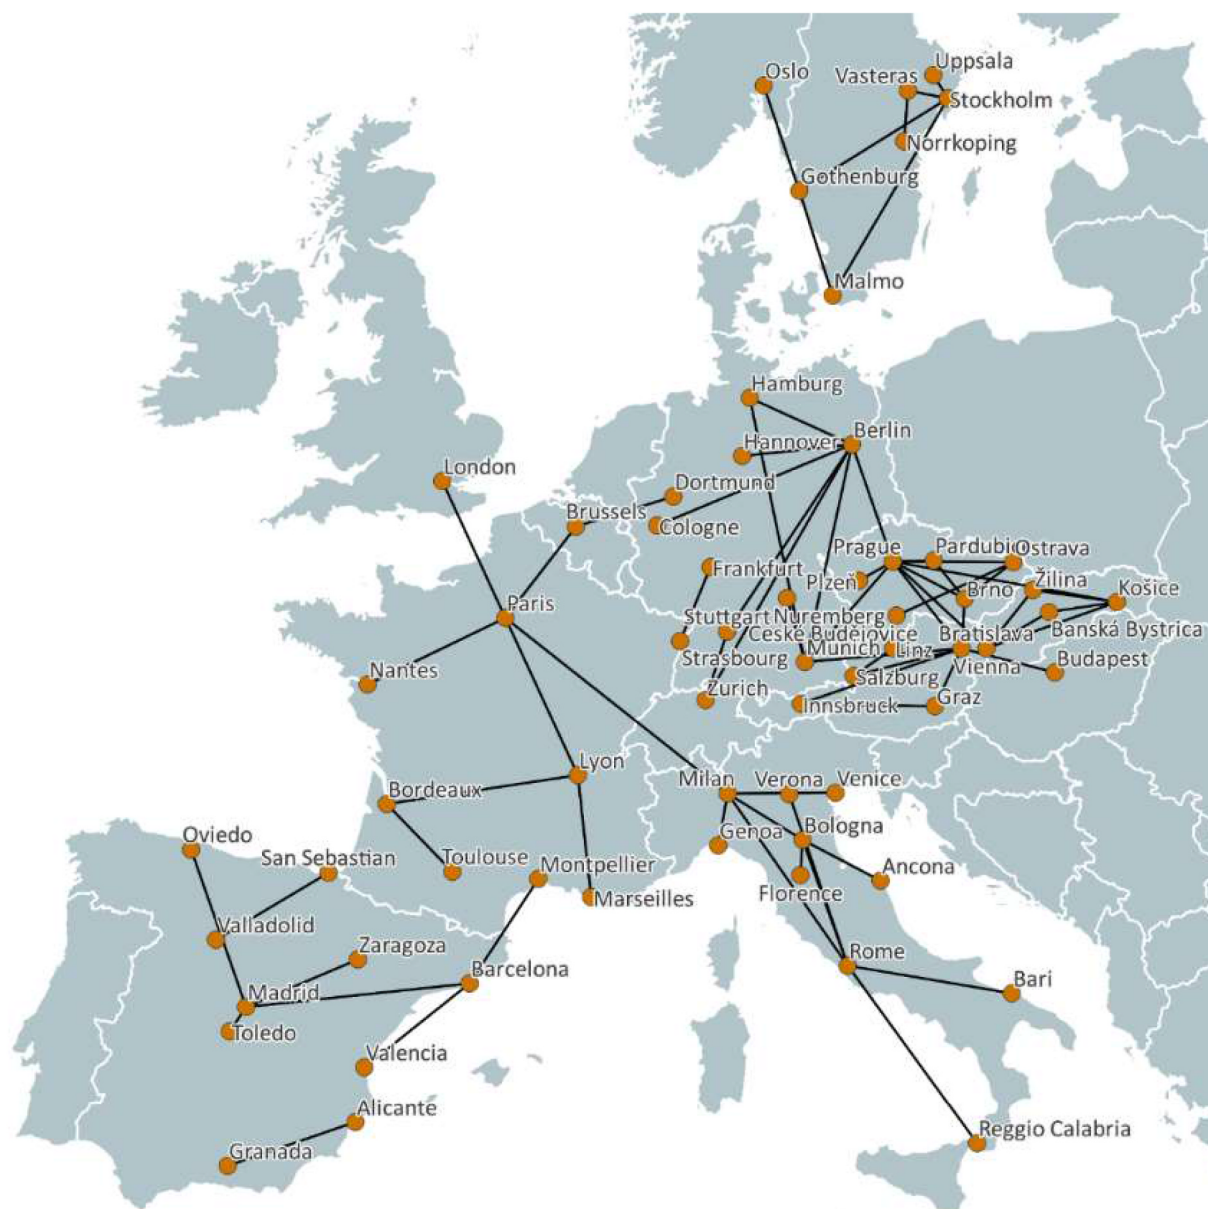 Oslo
Vasteras
Uppsala
Stockholm
Norrkoping
Gothenburg
Malmo
Hamburg
Hannover
Berlin
London
Dortmund
Brussels
Cologne
Prague
Pardubi
Ostrava
Frankfurt
Plzeň
Žilina
Košice
Brno
Paris
Stuttgart
Nuremberg
České Budějovice
Bratislava
Banská Bystrica
Strasbourg
Munich
Linz
Vienna
Budapest
Nantes
Salzburg
Zurich
Innsbruck
Graz
Lyon
Milan
Verona
Venice
Bordeaux
Genoa
Bologna
Oviedo
San Sebastian
Toulouse
Montpellier
Ancona
Marseilles
Florence
Valladolid
Zaragoza
Barcelona
Rome
Madrid
Bari
Toledo
Valencia
Alicante
Reggio Calabria
Granada